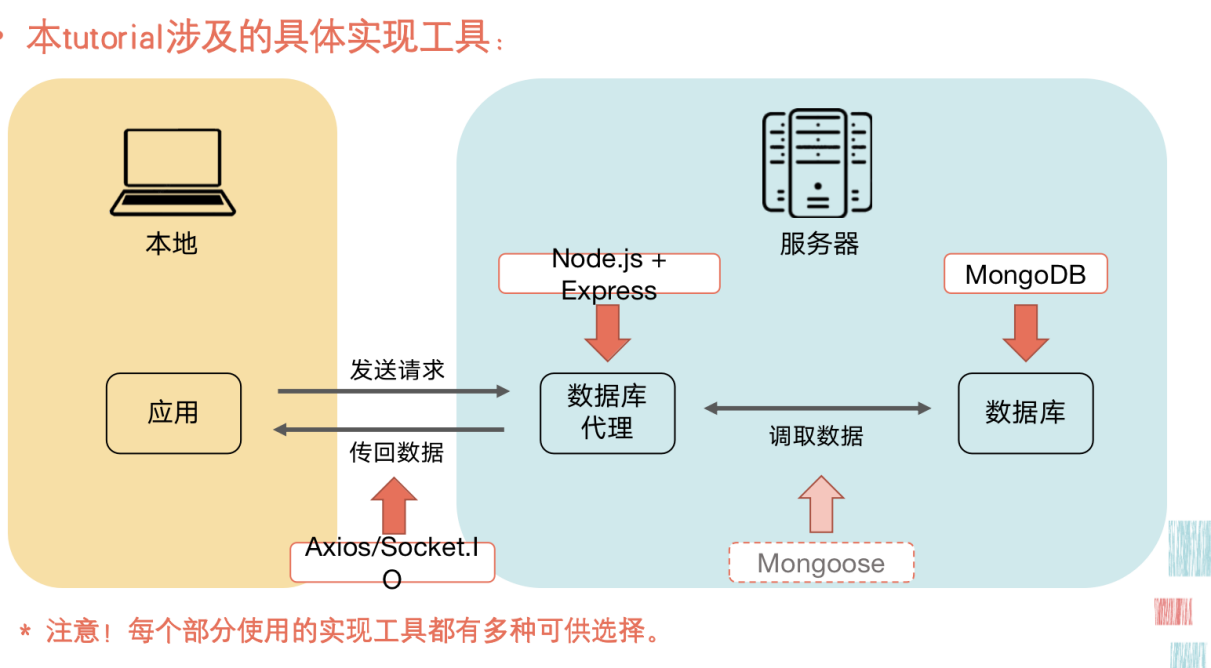 · 本tutorial涉及的具体实现工具：
本地
服务器
Node.js +
Express
MongoDB
应用
发送请求
传回数据
数据库
代理
调取数据
数据库
Axios/Socket.I
O
Mongoose
* 注意！每个部分使用的实现工具都有多种可供选择。